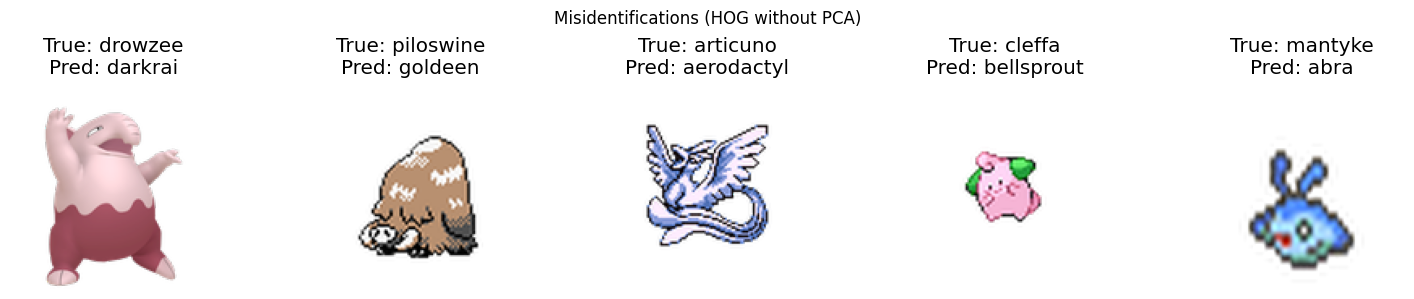 Misidentifications (HOG without PCA)
True: drowzee
Pred: darkrai
True: piloswine
Pred: goldeen
True: articuno
Pred: aerodactyl
True: cleffa
Pred: bellsprout
True: mantyke
Pred: abra